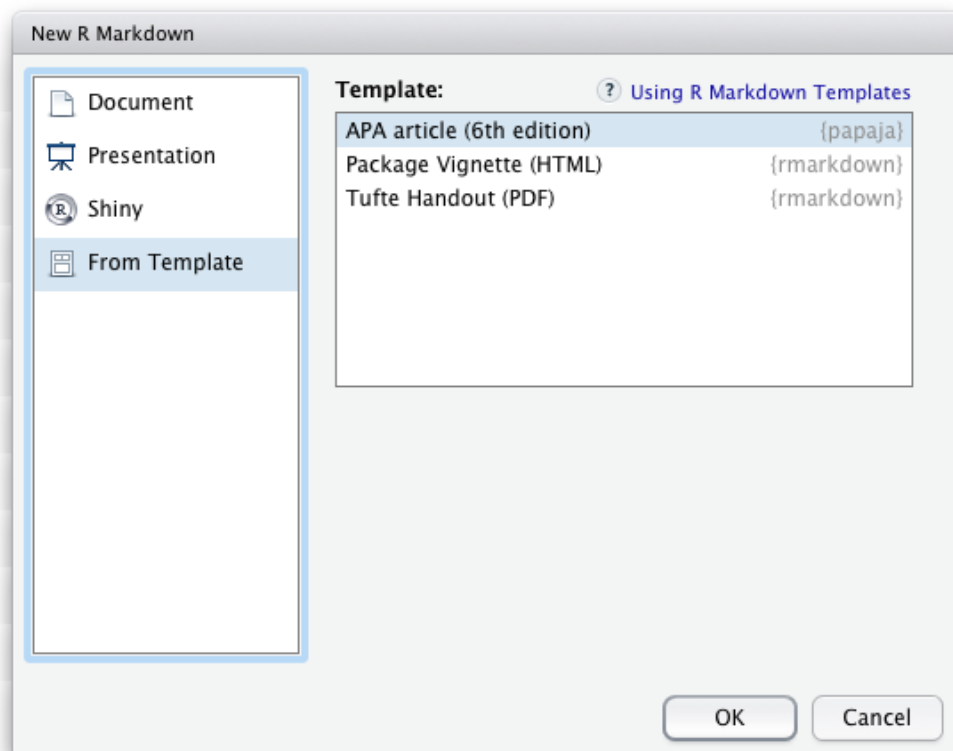 New R Markdown
Document
Presentation
R Shiny
From Template
Template:
? Using R Markdown Templates
APA article (6th edition) {papaja}
Package Vignette (HTML) {rmarkdown}
Tufte Handout (PDF) {rmarkdown}
OK Cancel